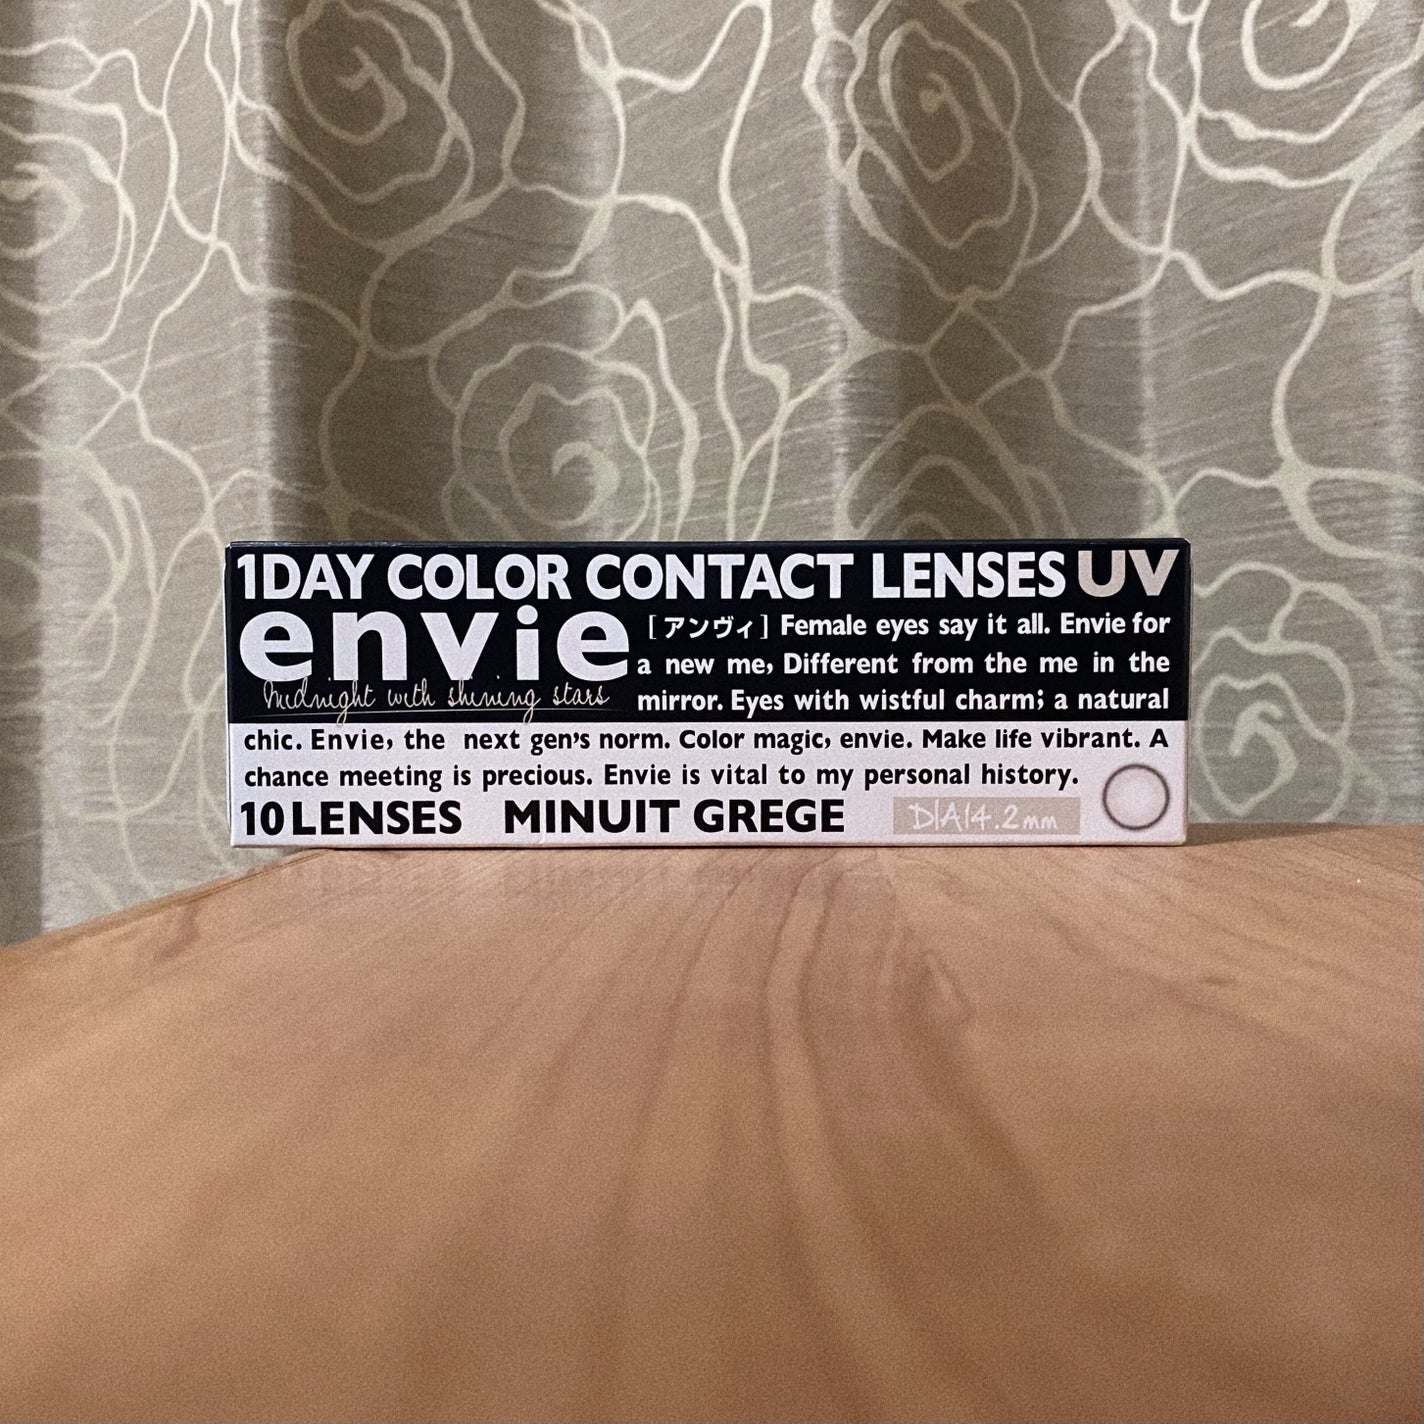 1DAY COLOR CONTACT LENSES UV
envie
Midnight with shining stars
[アンヴィ] Female eyes say it all. Envie for
a new me, Different from the me in the
mirror. Eyes with wistful charm; a natural
chic. Envie, the next gen's norm. Color magic, envie. Make life vibrant. A
chance meeting is precious. Envie is vital to my personal history.
10 LENSES MINUIT GREGE DIA14.2mm